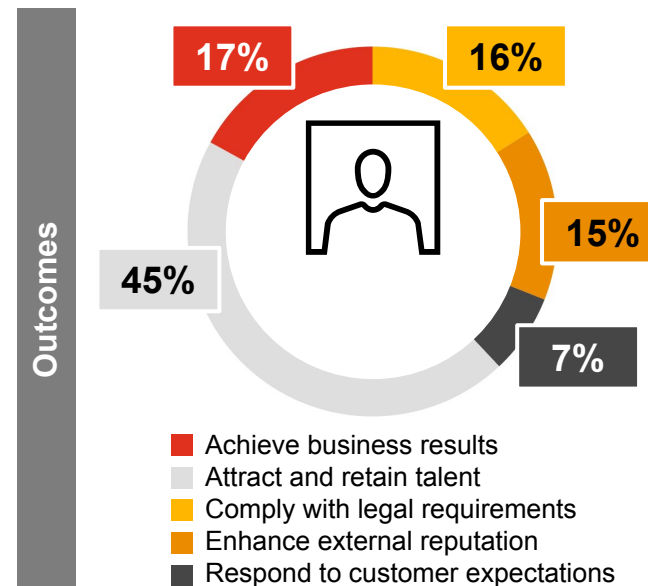 Outcomes
17%
16%
15%
45%
7%
Achieve business results
Attract and retain talent
Comply with legal requirements
Enhance external reputation
Respond to customer expectations